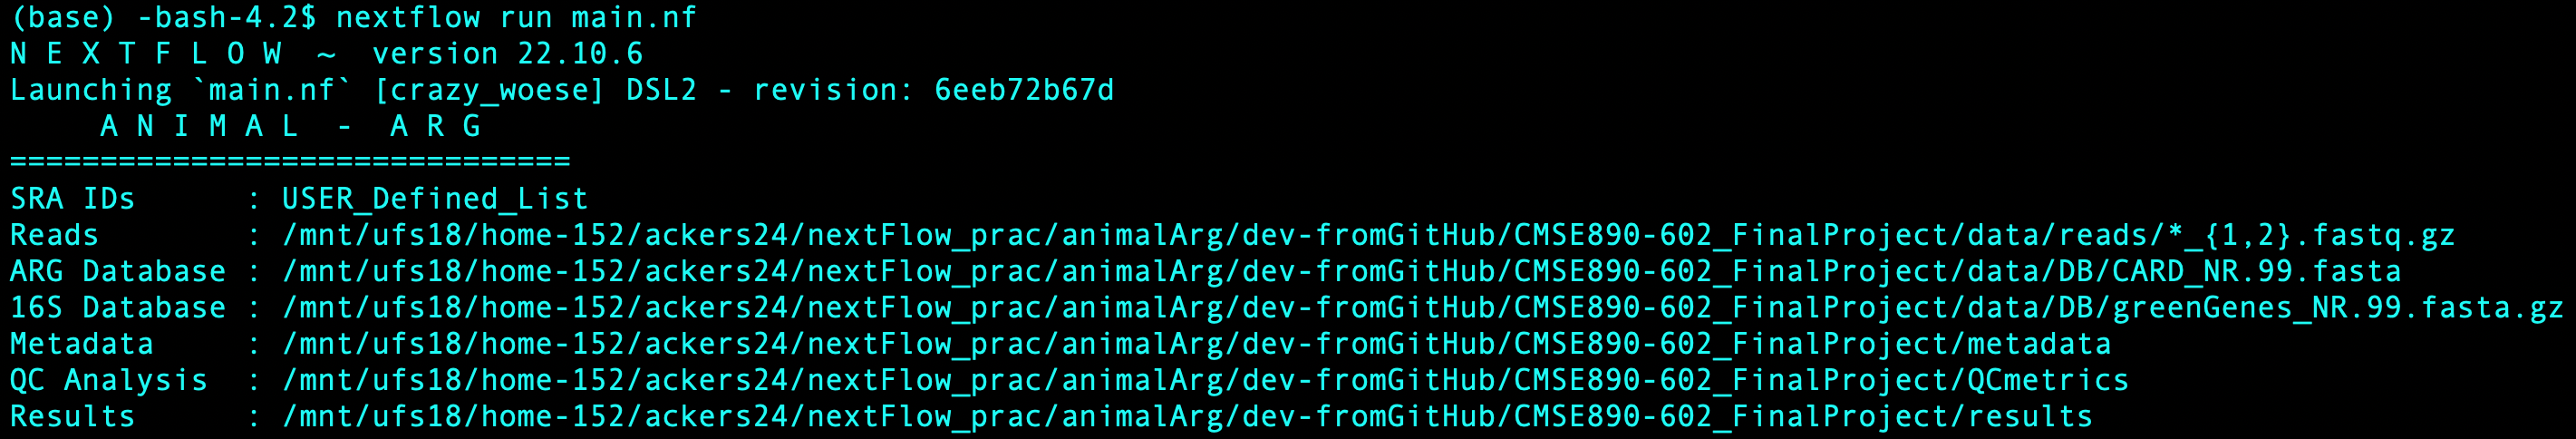 (base) -bash-4.2$ nextflow run main.nf
N E X T F L O W  ~  version 22.10.6
Launching `main.nf` [crazy_woese] DSL2 - revision: 6eeb72b67d
     A N I M A L  -  A R G
===============================
SRA IDs      : USER_Defined_List
Reads        : /mnt/ufs18/home-152/ackers24/nextFlow_prac/animalArg/dev-fromGitHub/CMSE890-602_FinalProject/data/reads/*_{1,2}.fastq.gz
ARG Database : /mnt/ufs18/home-152/ackers24/nextFlow_prac/animalArg/dev-fromGitHub/CMSE890-602_FinalProject/data/DB/CARD_NR.99.fasta
16S Database : /mnt/ufs18/home-152/ackers24/nextFlow_prac/animalArg/dev-fromGitHub/CMSE890-602_FinalProject/data/DB/greenGenes_NR.99.fasta.gz
Metadata     : /mnt/ufs18/home-152/ackers24/nextFlow_prac/animalArg/dev-fromGitHub/CMSE890-602_FinalProject/metadata
QC Analysis  : /mnt/ufs18/home-152/ackers24/nextFlow_prac/animalArg/dev-fromGitHub/CMSE890-602_FinalProject/QCmetrics
Results      : /mnt/ufs18/home-152/ackers24/nextFlow_prac/animalArg/dev-fromGitHub/CMSE890-602_FinalProject/results